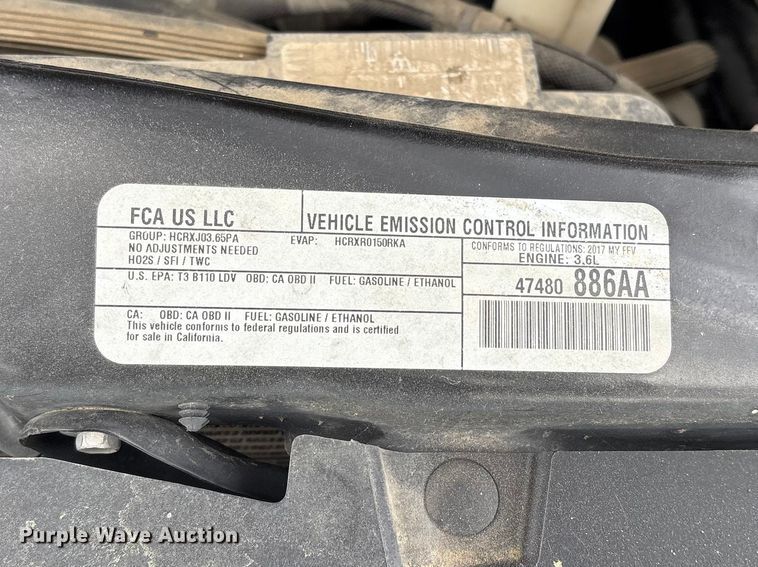 FCA US LLC
VEHICLE EMISSION CONTROL INFORMATION
GROUP: HCRXJ03.65PA EVAP: HCRXR0150RKA
NO ADJUSTMENTS NEEDED
HO2S / SFI / TWC
CONFORMS TO REGULATIONS: 2017 MY FFV
ENGINE: 3.6L
U.S. EPA: T3 B110 LDV OBD: CA OBD II FUEL: GASOLINE / ETHANOL
47480 886AA
CA: OBD: CA OBD II FUEL: GASOLINE / ETHANOL
This vehicle conforms to federal regulations and is certified
for sale in California.
Purple Wave Auction